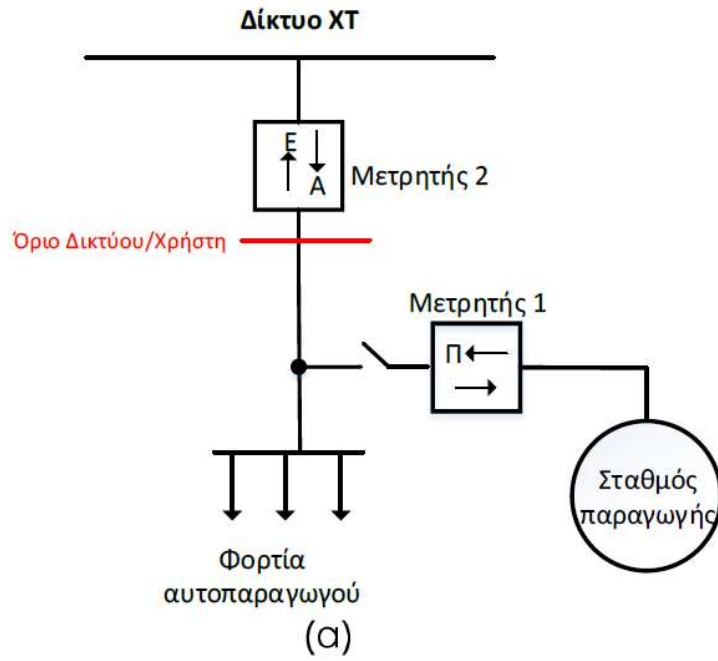 Δίκτυο ΧΤ
Ε
Α
Μετρητής 2
Όριο Δικτύου/Χρήστη
Μετρητής 1
Π
Σταθμός
παραγωγής
Φορτία
αυτοπαραγωγού
(α)